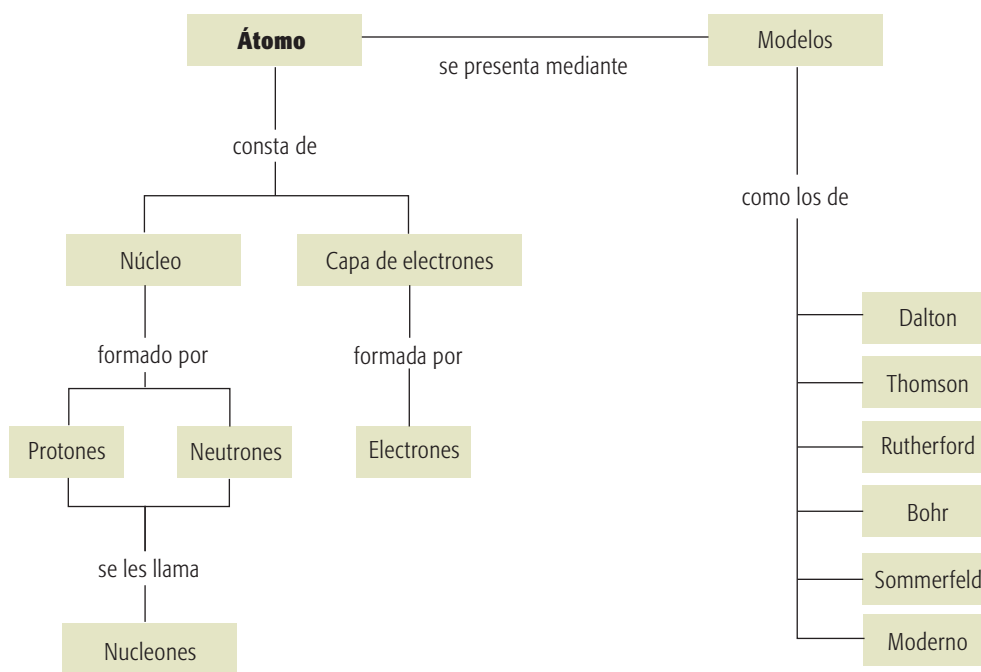 Átomo
se presenta mediante
Modelos
consta de
como los de
Núcleo
Capa de electrones
formado por
formada por
Protones
Neutrones
Electrones
se les llama
Nucleones
Dalton
Thomson
Rutherford
Bohr
Sommerfeld
Moderno